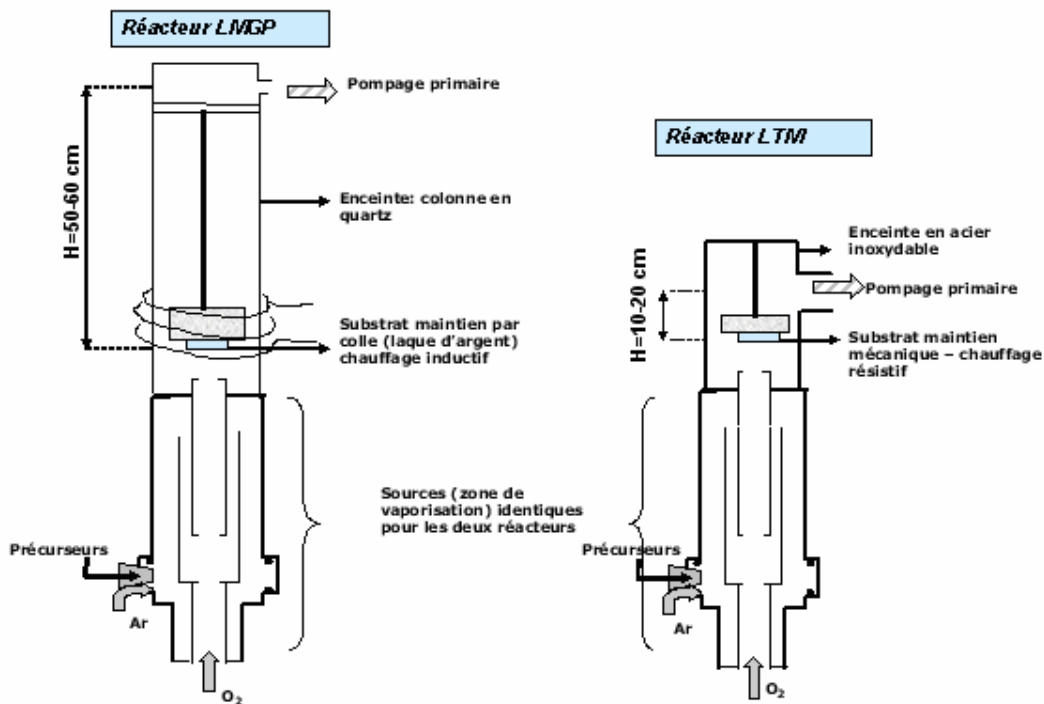 Réacteur LMGP
Pompage primaire
H=50-60 cm
Enceinte: colonne en
quartz
Substrat maintien par
colle (laque d'argent)
chauffage inductif
Précurseurs
Ar
O2
Sources (zone de
vaporisation) identiques
pour les deux réacteurs
Réacteur LTMI
Enceinte en acier
inoxydable
H=10-20 cm
Pompage primaire
Substrat maintien
mécanique – chauffage
résistif
Précurseurs
Ar
O2